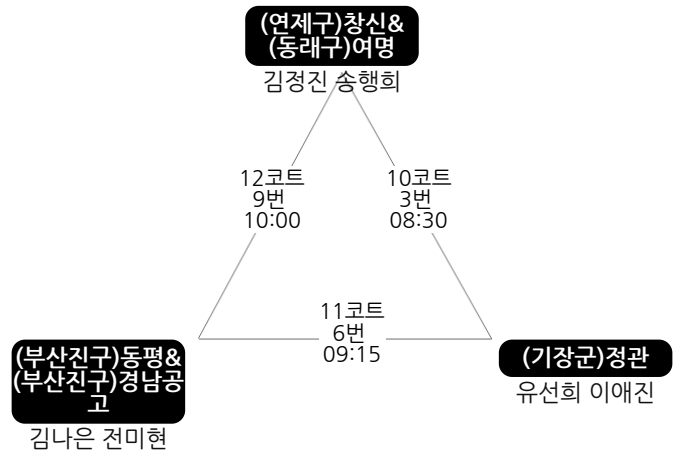 (연제구)창신&
(동래구)여명
김정진 송행희
12코트
9번
10:00
10코트
3번
08:30
11코트
6번
09:15
(부산진구)동평&
(부산진구)경남공
고
김나은 전미현
(기장군)정관
유선희 이애진